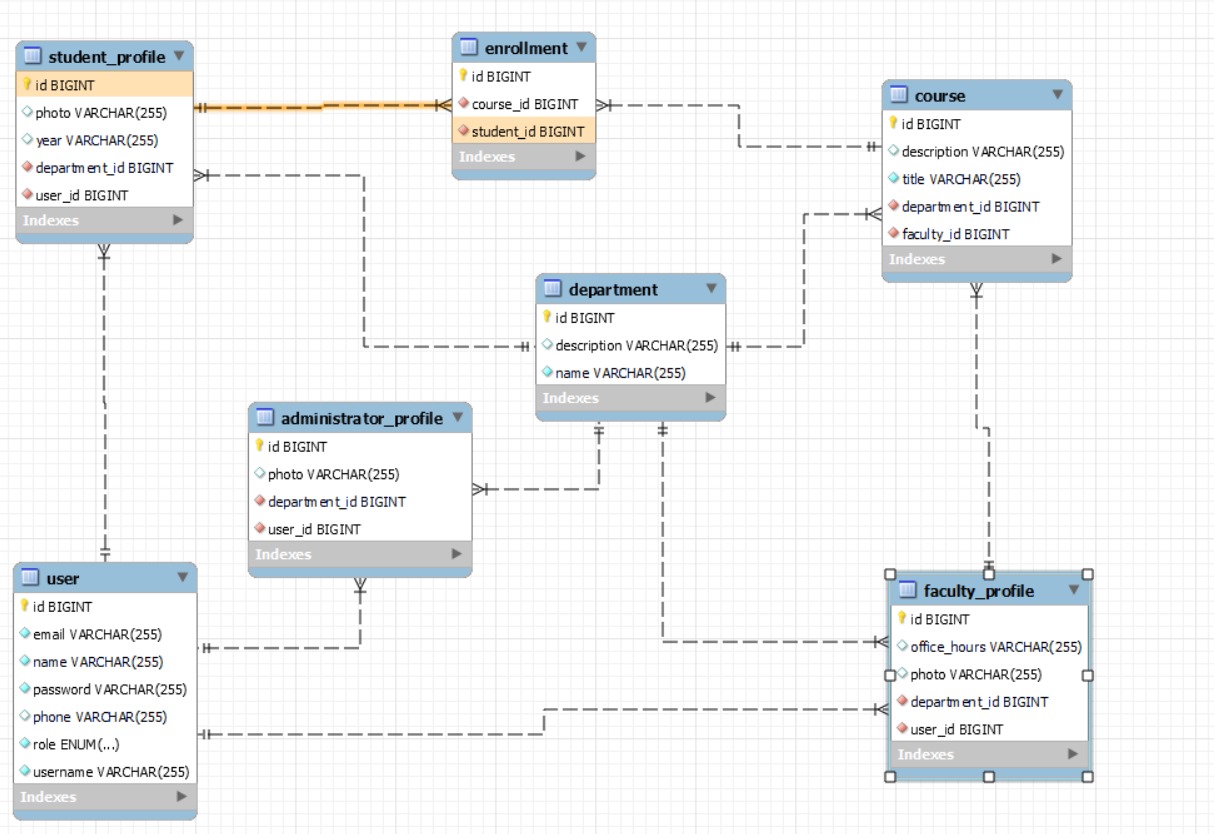 student_profile
id BIGINT
photo VARCHAR(255)
year VARCHAR(255)
department_id BIGINT
user_id BIGINT
Indexes
enrollment
id BIGINT
course_id BIGINT
student_id BIGINT
Indexes
course
id BIGINT
description VARCHAR(255)
title VARCHAR(255)
department_id BIGINT
faculty_id BIGINT
Indexes
department
id BIGINT
description VARCHAR(255)
name VARCHAR(255)
Indexes
administrator_profile
id BIGINT
photo VARCHAR(255)
department_id BIGINT
user_id BIGINT
Indexes
user
id BIGINT
email VARCHAR(255)
name VARCHAR(255)
password VARCHAR(255)
phone VARCHAR(255)
role ENUM(...)
username VARCHAR(255)
Indexes
faculty_profile
id BIGINT
office_hours VARCHAR(255)
photo VARCHAR(255)
department_id BIGINT
user_id BIGINT
Indexes